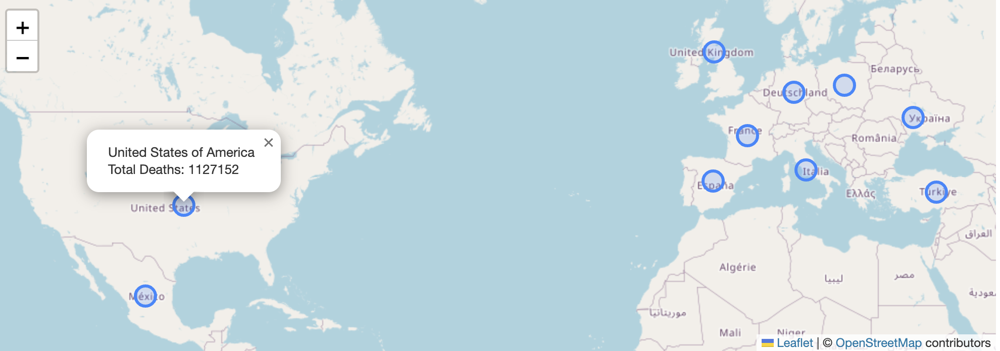 +
−
United Kingdom
Беларусь
Deutschland
Україна
France
România
×
United States of America
Total Deaths: 1127152
Italia
España
Ελλάς
Türkiye
United States
العراق
Algérie
ليبيا
مصر
México
موريتانيا
Mali
Niger
Leaflet | © OpenStreetMap contributors